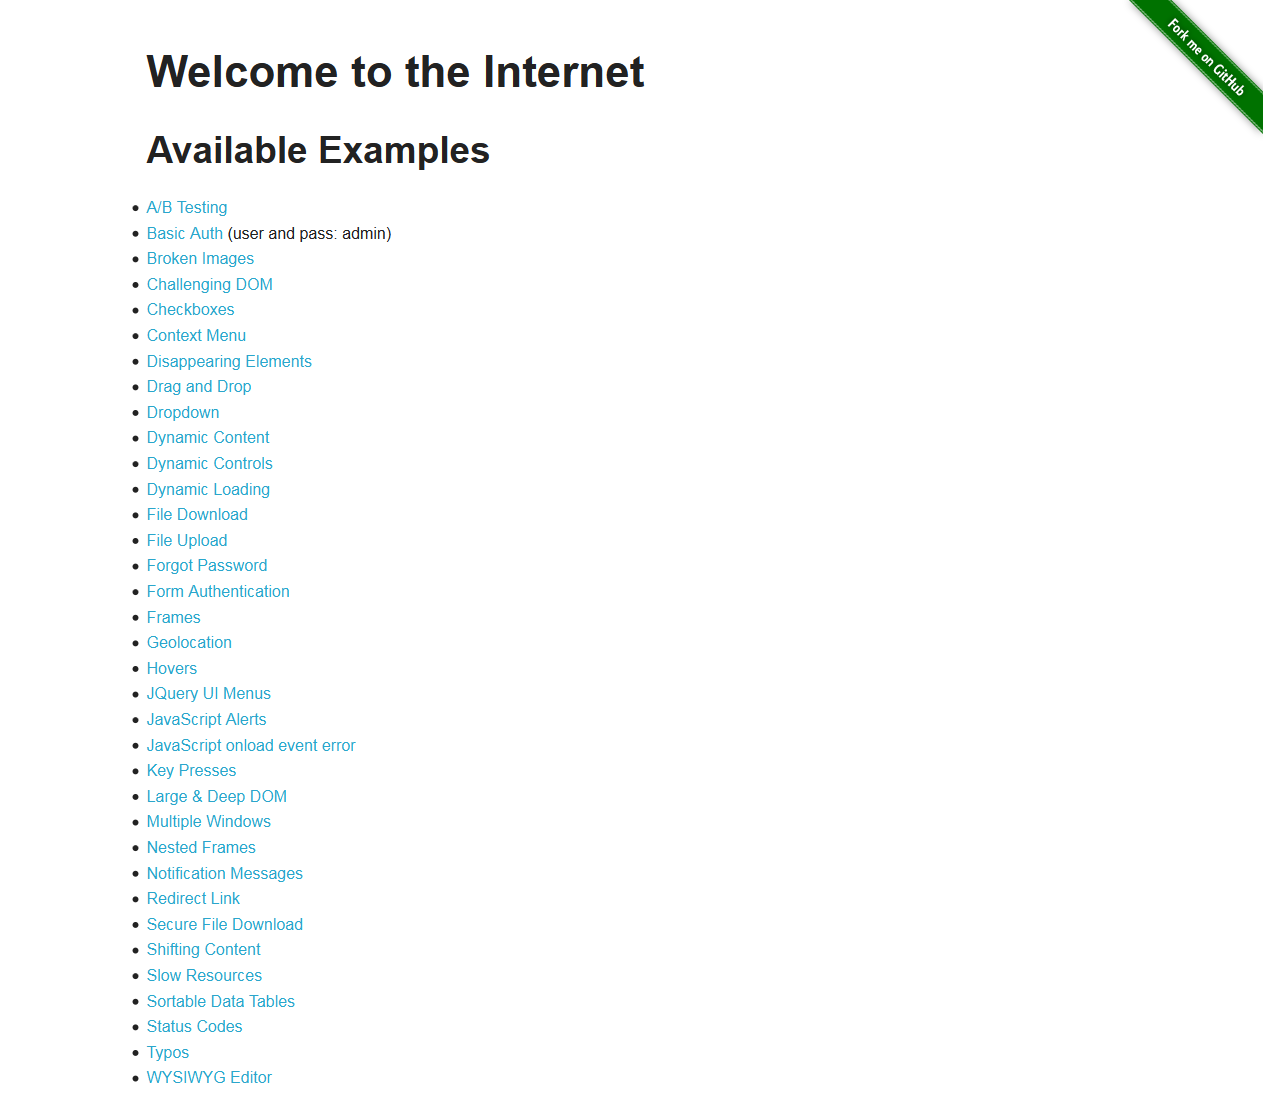 Fork me on GitHub
Welcome to the Internet
Available Examples
A/B Testing
Basic Auth (user and pass: admin)
Broken Images
Challenging DOM
Checkboxes
Context Menu
Disappearing Elements
Drag and Drop
Dropdown
Dynamic Content
Dynamic Controls
Dynamic Loading
File Download
File Upload
Forgot Password
Form Authentication
Frames
Geolocation
Hovers
JQuery UI Menus
JavaScript Alerts
JavaScript onload event error
Key Presses
Large & Deep DOM
Multiple Windows
Nested Frames
Notification Messages
Redirect Link
Secure File Download
Shifting Content
Slow Resources
Sortable Data Tables
Status Codes
Typos
WYSIWYG Editor